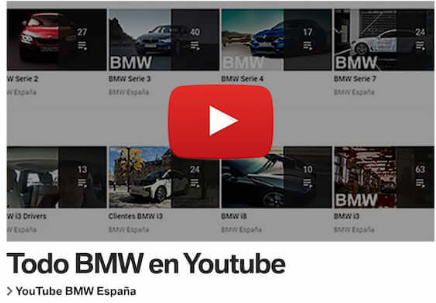 27
40
17
24
BMW
BMW
BMW
W Serie 2
BMW Serie 3
BMW Serie 4
BMW Serie 7
W España
BMW España
BMW España
BMW España
13
24
10
63
BMW
W i3 Drivers
Clientes BMW i3
BMW i8
BMW i3
W España
BMW España
BMW España
BMW España
Todo BMW en Youtube
> YouTube BMW España